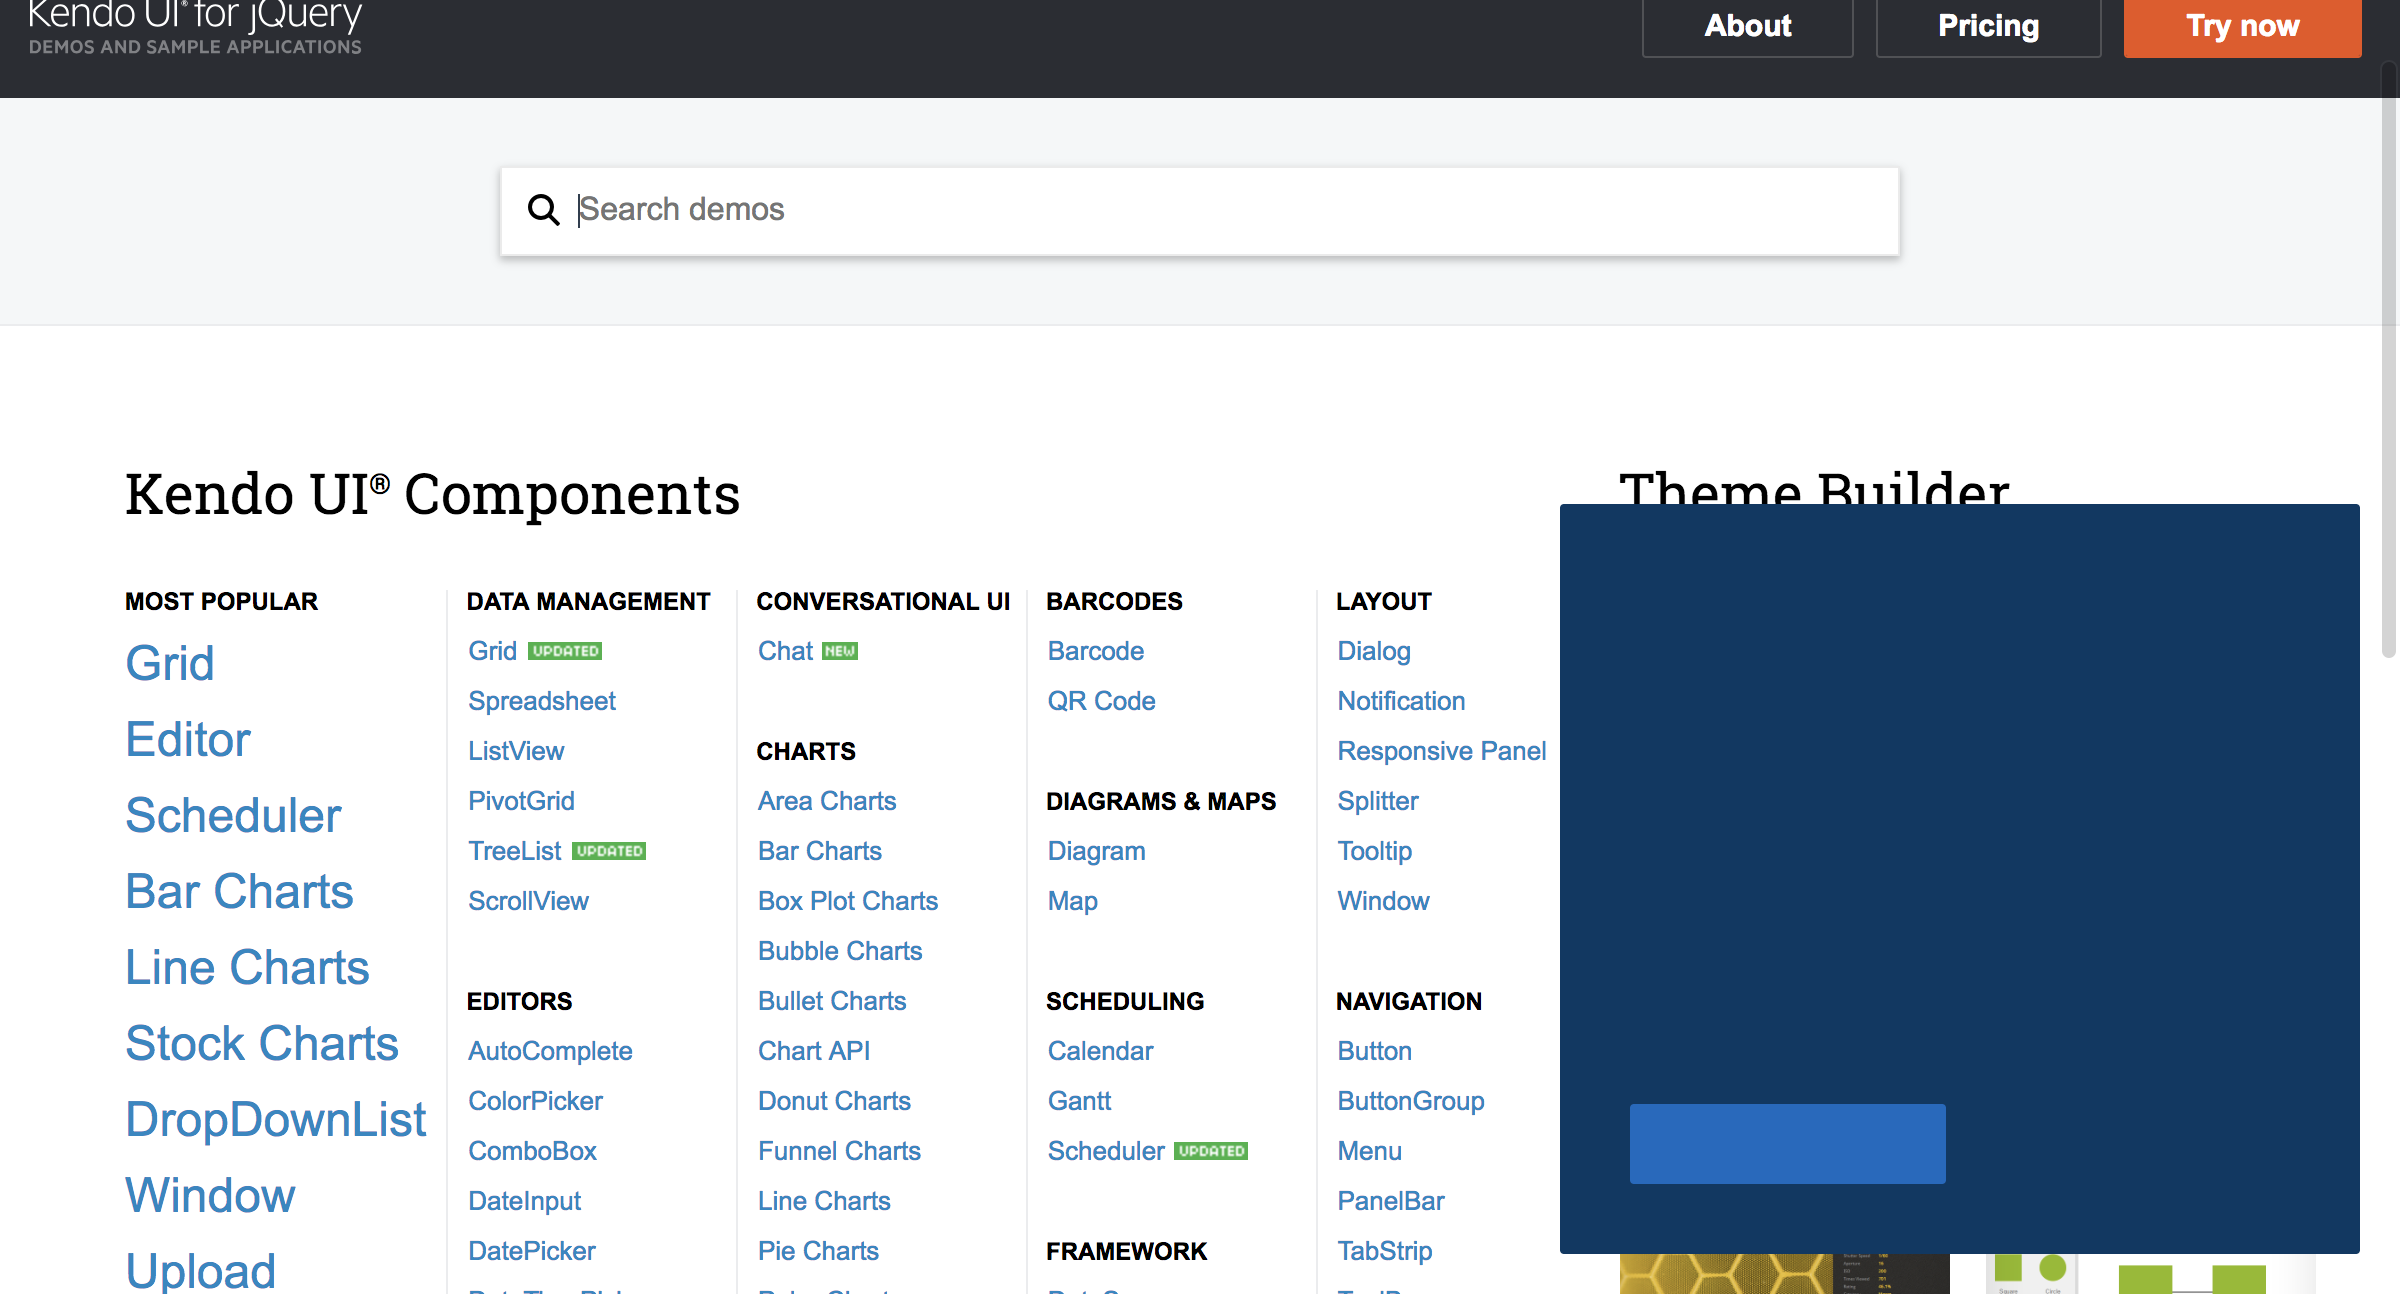 Kendo UI® for jQuery
DEMOS AND SAMPLE APPLICATIONS
About
Pricing
Try now
Search demos
Kendo UI® Components
Theme Builder
MOST POPULAR
Grid
Editor
Scheduler
Bar Charts
Line Charts
Stock Charts
DropDownList
Window
Upload
DATA MANAGEMENT
Grid UPDATED
Spreadsheet
ListView
PivotGrid
TreeList UPDATED
ScrollView
EDITORS
AutoComplete
ColorPicker
ComboBox
DateInput
DatePicker
CONVERSATIONAL UI
Chat NEW
CHARTS
Area Charts
Bar Charts
Box Plot Charts
Bubble Charts
Bullet Charts
Chart API
Donut Charts
Funnel Charts
Line Charts
Pie Charts
BARCODES
Barcode
QR Code
DIAGRAMS & MAPS
Diagram
Map
SCHEDULING
Calendar
Gantt
Scheduler UPDATED
FRAMEWORK
LAYOUT
Dialog
Notification
Responsive Panel
Splitter
Tooltip
Window
NAVIGATION
Button
ButtonGroup
Menu
PanelBar
TabStrip
Square
Circle